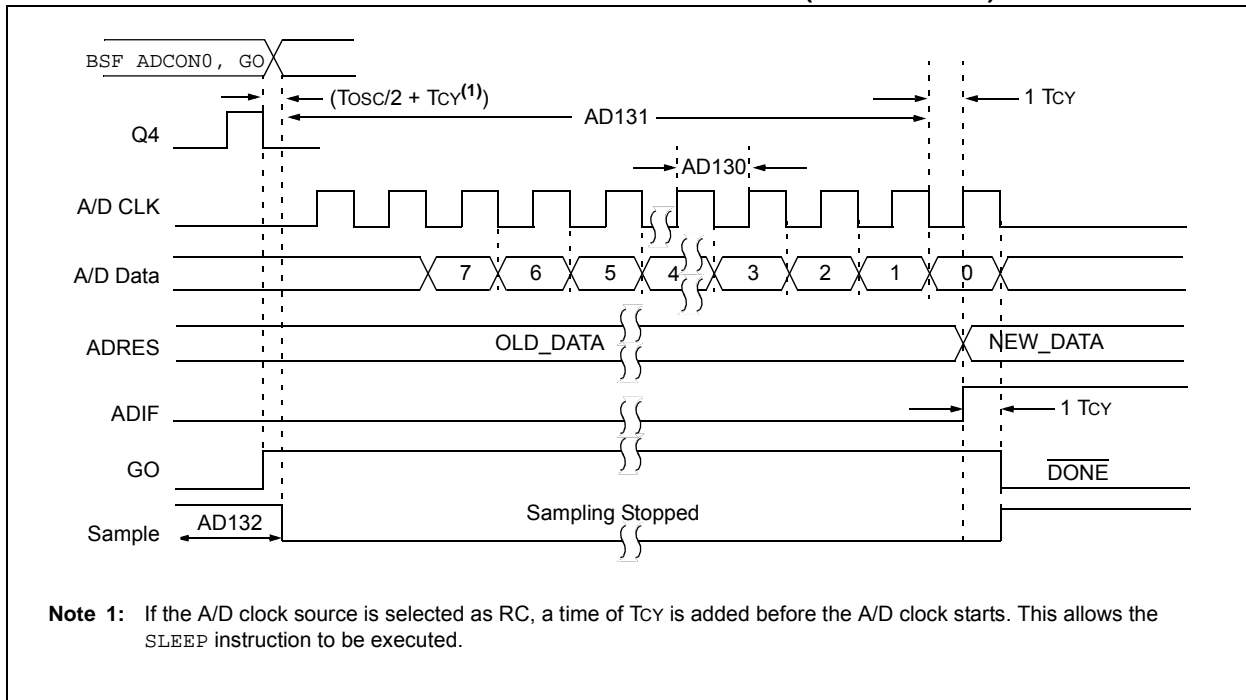 BSF ADCON0, GO
(TOSC/2 + TCY(1))
1 TCY
AD131
Q4
AD130
A/D CLK
A/D Data
7 6 5 4 3 2 1 0
ADRES
OLD_DATA
NEW_DATA
ADIF
1 TCY
GO
DONE
Sample
AD132
Sampling Stopped
Note 1: If the A/D clock source is selected as RC, a time of TCY is added before the A/D clock starts. This allows the
SLEEP instruction to be executed.